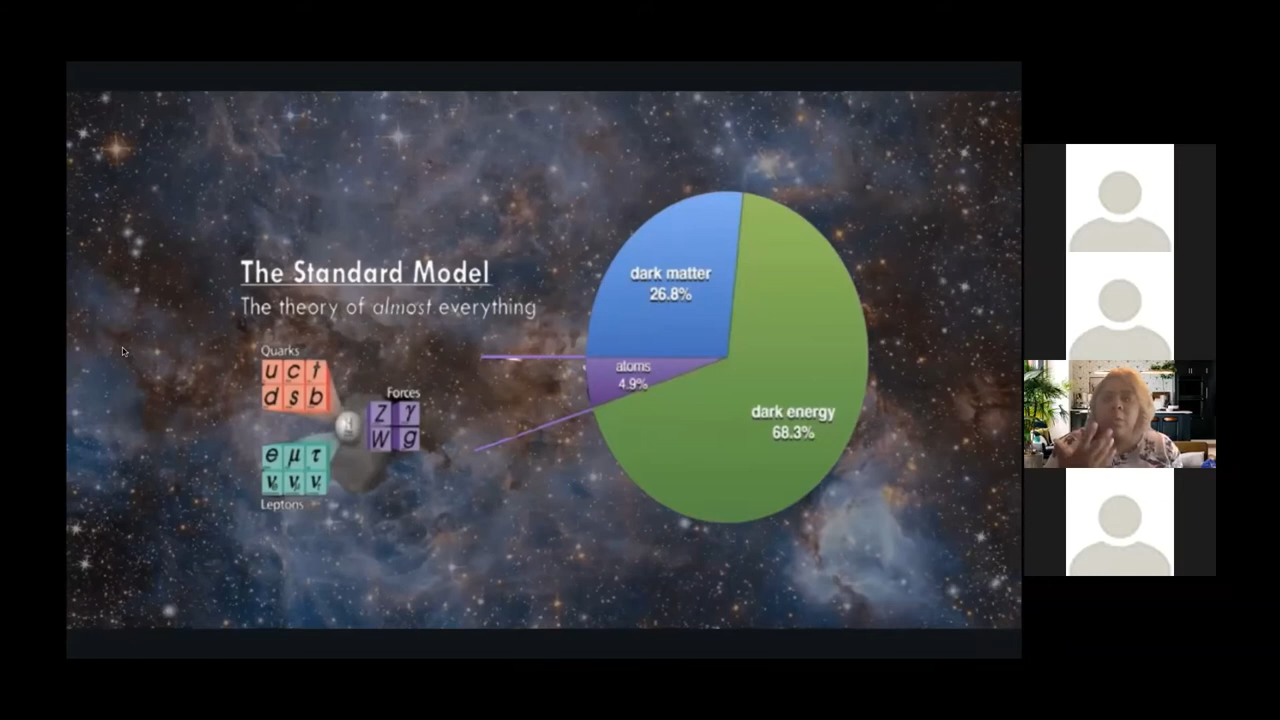 The Standard Model
The theory of almost everything
Quarks
u c t
d s b
Forces
Z γ
W g
H
e μ τ
νe νμ ντ
Leptons
dark matter
26.8%
atoms
4.9%
dark energy
68.3%